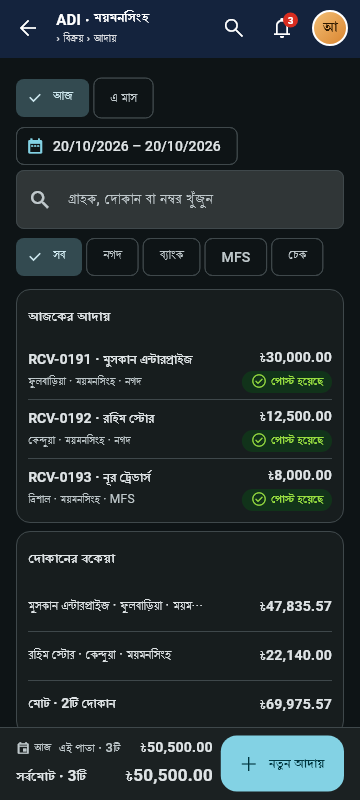 ADI · ময়মনসিংহ
› বিক্রয় › আদায়
3
আ
আজ
এ মাস
20/10/2026 – 20/10/2026
গ্রাহক, দোকান বা নম্বর খুঁজুন
সব
নগদ
ব্যাংক
MFS
চেক
আজকের আদায়
RCV-0191 · মুসকান এন্টারপ্রাইজ
৳30,000.00
ফুলবাড়িয়া · ময়মনসিংহ · নগদ
পোস্ট হয়েছে
RCV-0192 · রহিম স্টোর
৳12,500.00
কেন্দুয়া · ময়মনসিংহ · নগদ
পোস্ট হয়েছে
RCV-0193 · নূর ট্রেডার্স
৳8,000.00
ত্রিশাল · ময়মনসিংহ · MFS
পোস্ট হয়েছে
দোকানের বকেয়া
মুসকান এন্টারপ্রাইজ · ফুলবাড়িয়া · ময়ম…
৳47,835.57
রহিম স্টোর · কেন্দুয়া · ময়মনসিংহ
৳22,140.00
মোট · 2টি দোকান
৳69,975.57
আজ এই পাতা · 3টি ৳50,500.00
সর্বমোট · 3টি ৳50,500.00
নতুন আদায়